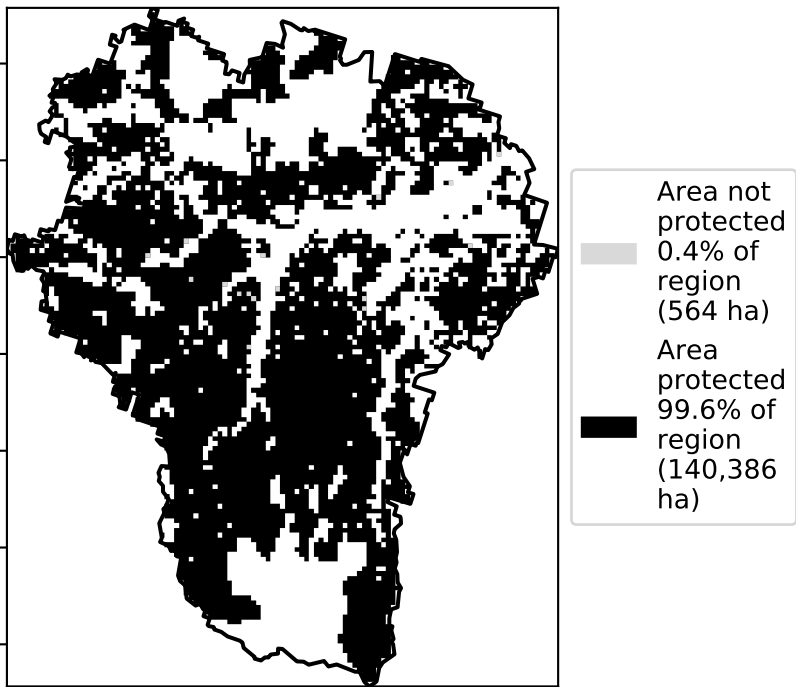 Area not
protected
0.4% of
region
(564 ha)
Area
protected
99.6% of
region
(140,386
ha)